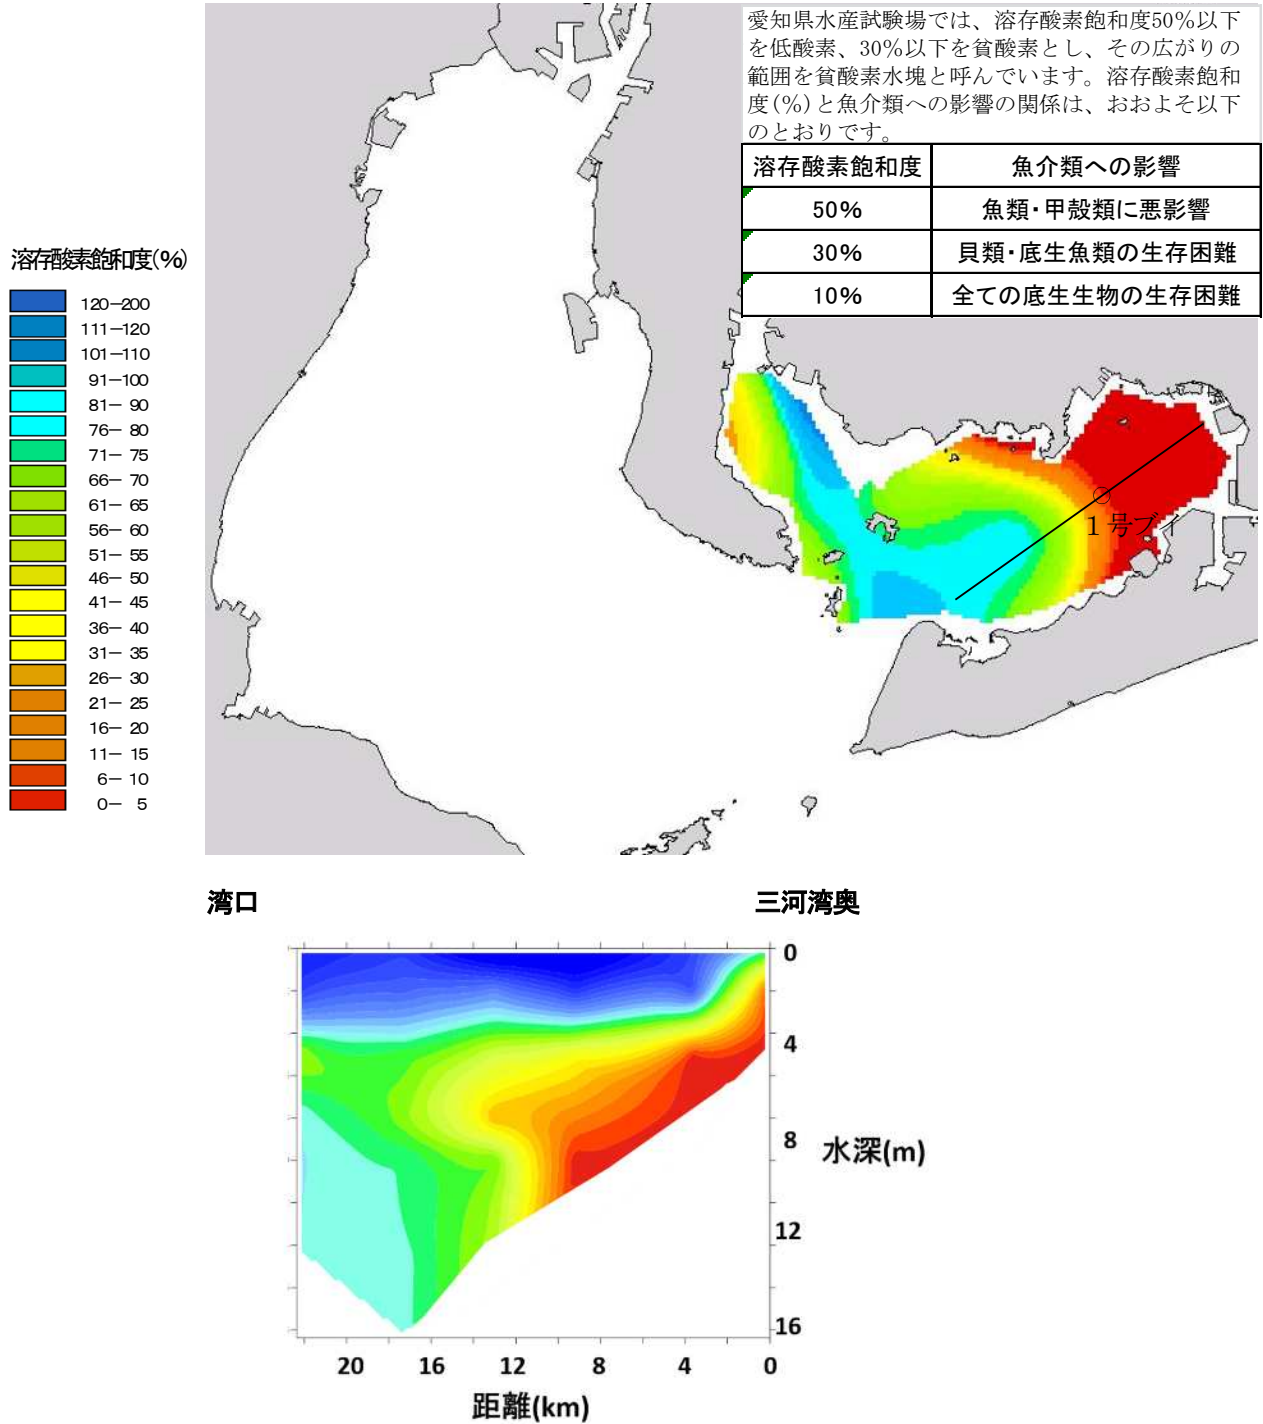 愛知県水産試験場では、溶存酸素飽和度50%以下
を低酸素、30%以下を貧酸素とし、その広がりの
範囲を貧酸素水塊と呼んでいます。溶存酸素飽和
度(%)と魚介類への影響の関係は、おおよそ以下
のとおりです。
溶存酸素飽和度 魚介類への影響
50% 魚類・甲殻類に悪影響
30% 貝類・底生魚類の生存困難
10% 全ての底生生物の生存困難
溶存酸素飽和度(%)
120-200
111-120
101-110
91-100
81- 90
76- 80
71- 75
66- 70
61- 65
56- 60
51- 55
46- 50
41- 45
36- 40
31- 35
26- 30
21- 25
16- 20
11- 15
6- 10
0- 5
1号ブイ
湾口 三河湾奥
0
4
8
12
16
水深(m)
20 16 12 8 4 0
距離(km)